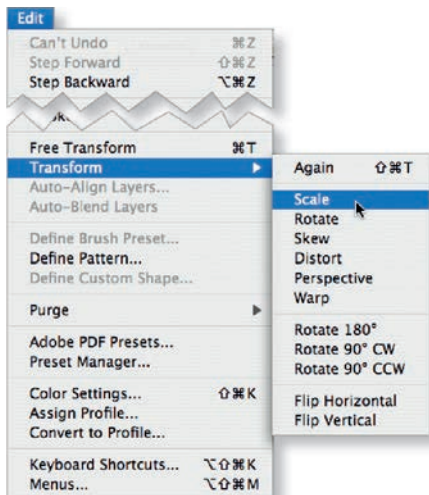 Edit
Can't Undo ⌘Z
Step Forward ⇧⌘Z
Step Backward ⌥⌘Z
Free Transform ⌘T
Transform
Auto-Align Layers...
Auto-Blend Layers
Define Brush Preset...
Define Pattern...
Define Custom Shape...
Purge
Adobe PDF Presets...
Preset Manager...
Color Settings... ⇧⌘K
Assign Profile...
Convert to Profile...
Keyboard Shortcuts... ⌥⇧⌘K
Menus... ⌥⇧⌘M
Again ⇧⌘T
Scale
Rotate
Skew
Distort
Perspective
Warp
Rotate 180°
Rotate 90° CW
Rotate 90° CCW
Flip Horizontal
Flip Vertical